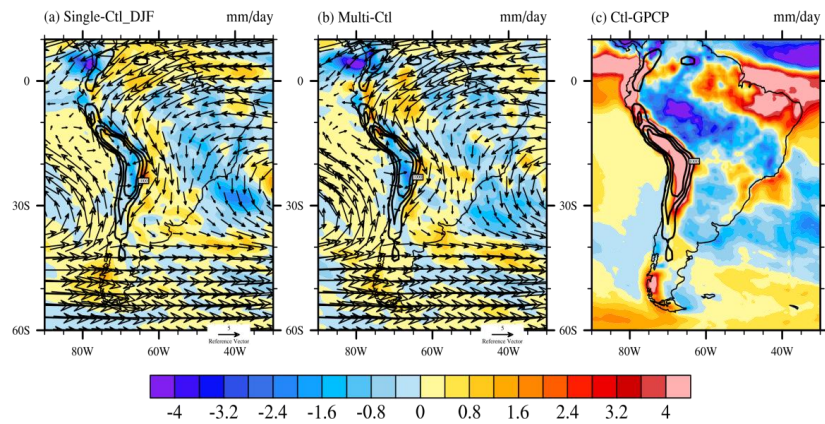 (a) Single-Ctl_DJF mm/day (b) Multi-Ctl mm/day (c) Ctl-GPCP mm/day
0 0 0
30S 30S 30S
5 5
Reference Vector Reference Vector
60S 60S 60S
80W 60W 40W 80W 60W 40W 80W 60W 40W
-4 -3.2 -2.4 -1.6 -0.8 0 0.8 1.6 2.4 3.2 4